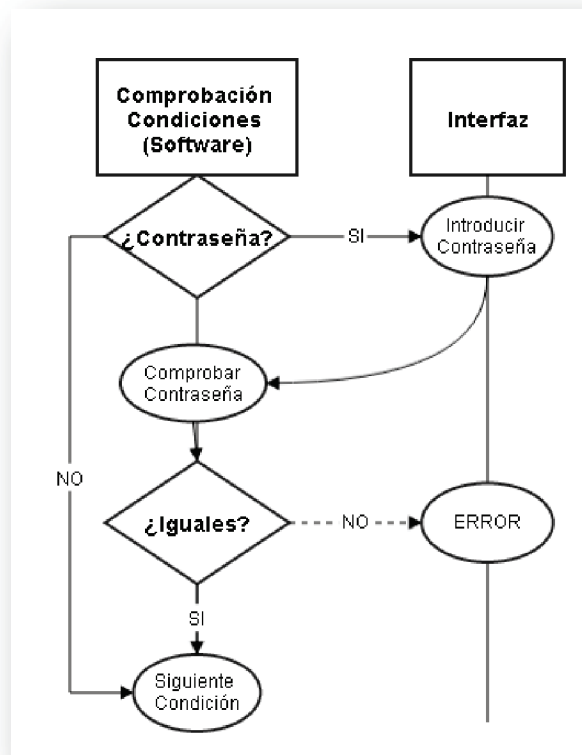 Comprobación
Condiciones
(Software)
Interfaz
¿Contraseña?
SI
Introducir
Contraseña
Comprobar
Contraseña
NO
¿Iguales?
NO
ERROR
SI
Siguiente
Condición